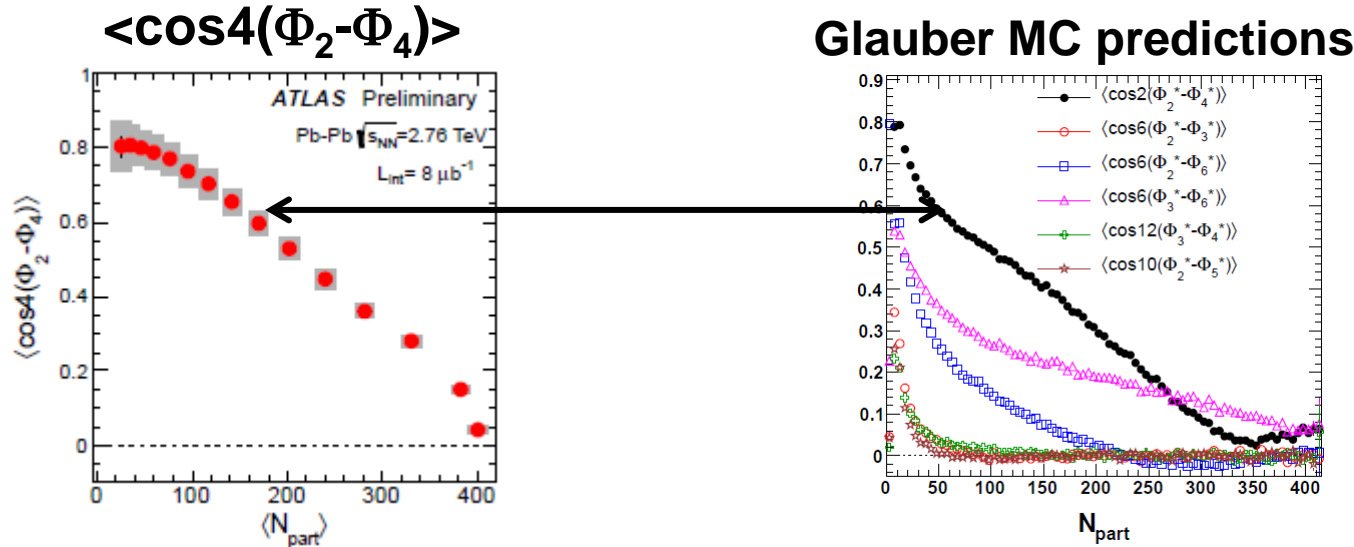 <cos4(Φ₂-Φ₄)>
Glauber MC predictions
ATLAS Preliminary
Pb-Pb √s_NN=2.76 TeV
L_int= 8 μb⁻¹
⟨cos4(Φ₂-Φ₄)⟩
1
0.8
0.6
0.4
0.2
0
0 100 200 300 400
⟨N_part⟩
0.9
0.8
0.7
0.6
0.5
0.4
0.3
0.2
0.1
0
⟨cos2(Φ₂*-Φ₄*)⟩
⟨cos6(Φ₂*-Φ₃*)⟩
⟨cos6(Φ₂*-Φ₆*)⟩
⟨cos6(Φ₃*-Φ₆*)⟩
⟨cos12(Φ₃*-Φ₄*)⟩
⟨cos10(Φ₂*-Φ₅*)⟩
0 50 100 150 200 250 300 350 400
N_part